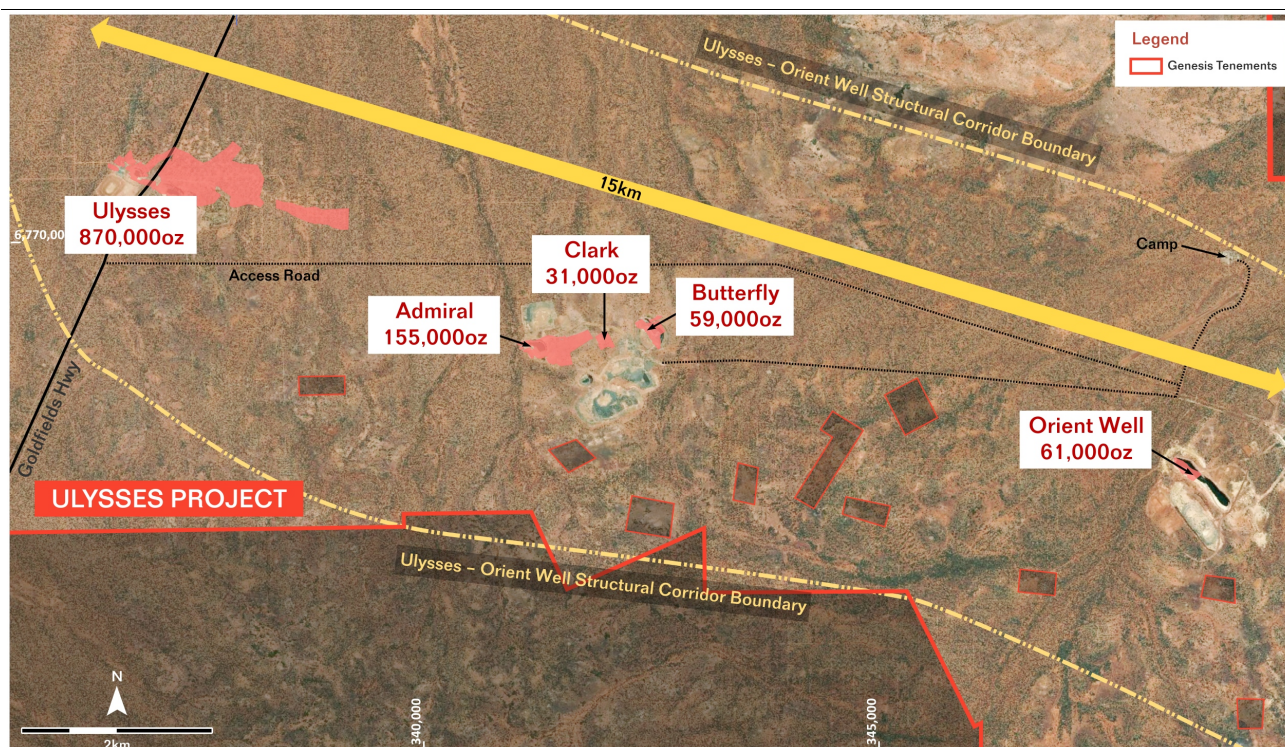 Ulysses – Orient Well Structural Corridor Boundary
Legend
Genesis Tenements
15km
Ulysses
870,000oz
6,770,00
Camp
Access Road
Clark
31,000oz
Butterfly
59,000oz
Admiral
155,000oz
Goldfields Hwy
Orient Well
61,000oz
ULYSSES PROJECT
Ulysses – Orient Well Structural Corridor Boundary
N
2km
340,000
345,000